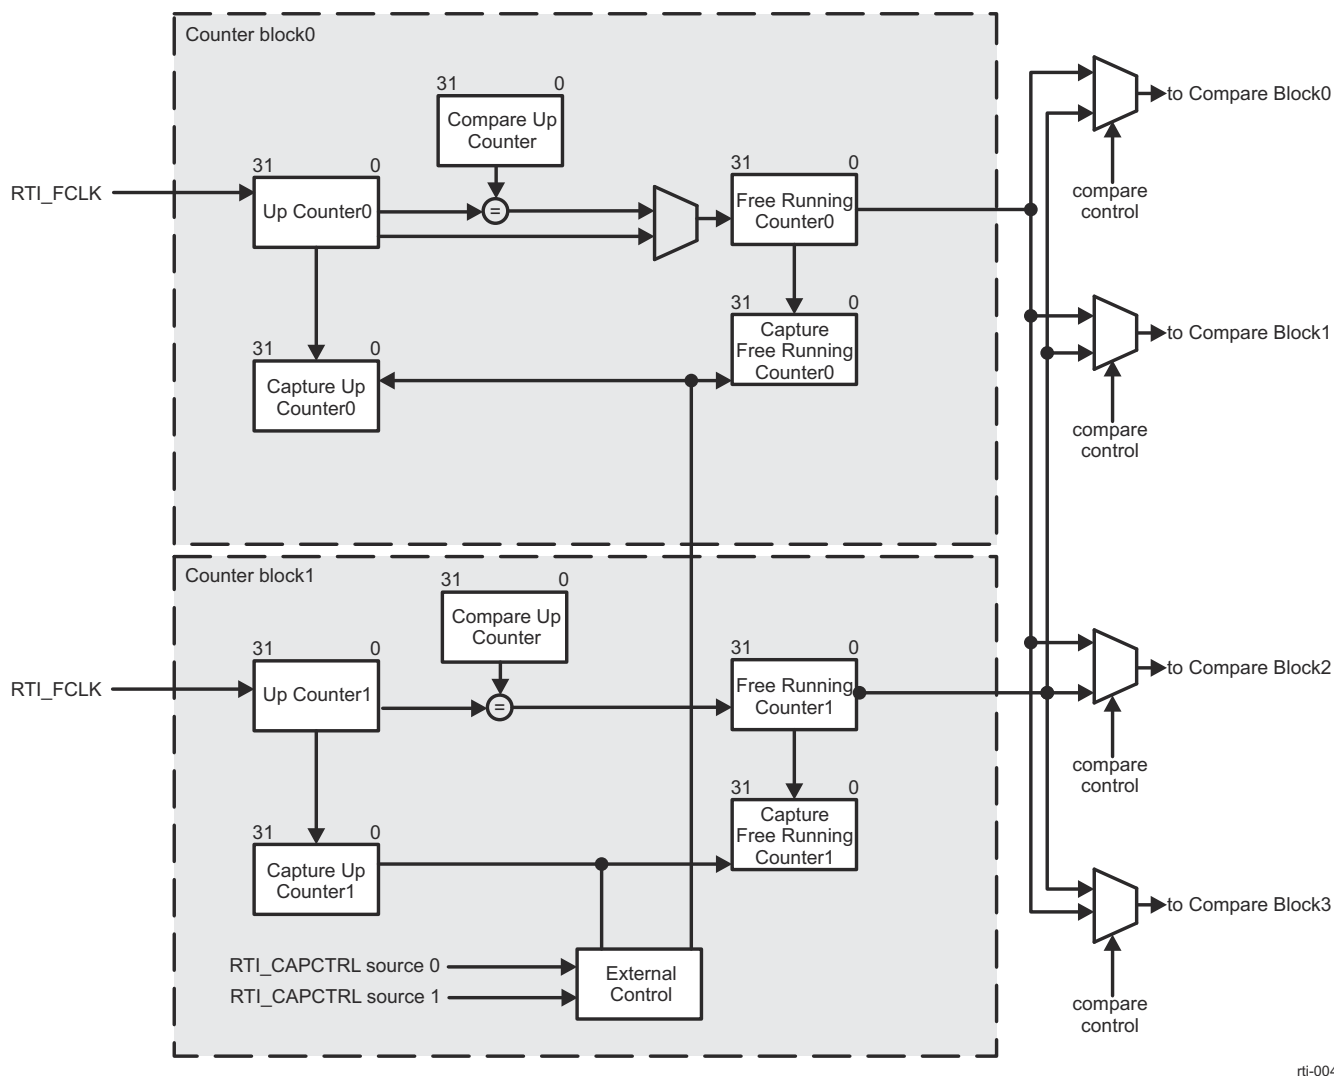 Counter block0
31 0
Compare Up
Counter
to Compare Block0
31 0
Up Counter0
RTI_FCLK
=
31 0
Free Running
Counter0
compare
control
31 0
Capture
Free Running
Counter0
to Compare Block1
31 0
Capture Up
Counter0
compare
control
Counter block1
31 0
Compare Up
Counter
31 0
Up Counter1
RTI_FCLK
=
31 0
Free Running
Counter1
to Compare Block2
compare
control
31 0
Capture
Free Running
Counter1
31 0
Capture Up
Counter1
to Compare Block3
RTI_CAPCTRL source 0
RTI_CAPCTRL source 1
External
Control
compare
control
rti-004